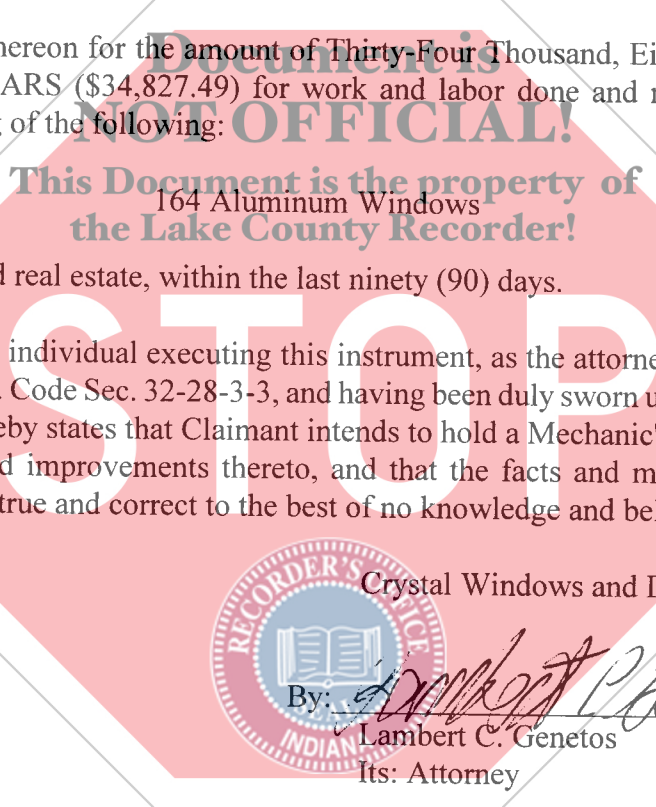 hereon for the amount of Thirty-Four Thousand, Ei
Document is
ARS ($34,827.49) for work and labor done and
NOT OFFICIAL!
of the following:
This Document is the property of
164 Aluminum Windows
the Lake County Recorder!
real estate, within the last ninety (90) days.
STOP
individual executing this instrument, as the attorne
. Code Sec. 32-28-3-3, and having been duly sworn u
eby states that Claimant intends to hold a Mechanic'
d improvements thereto, and that the facts and m
true and correct to the best of no knowledge and bel
RECORDER'S OFFICE
Crystal Windows and D
By:
SEAL
INDIANA
Lambert C. Genetos
Its: Attorney